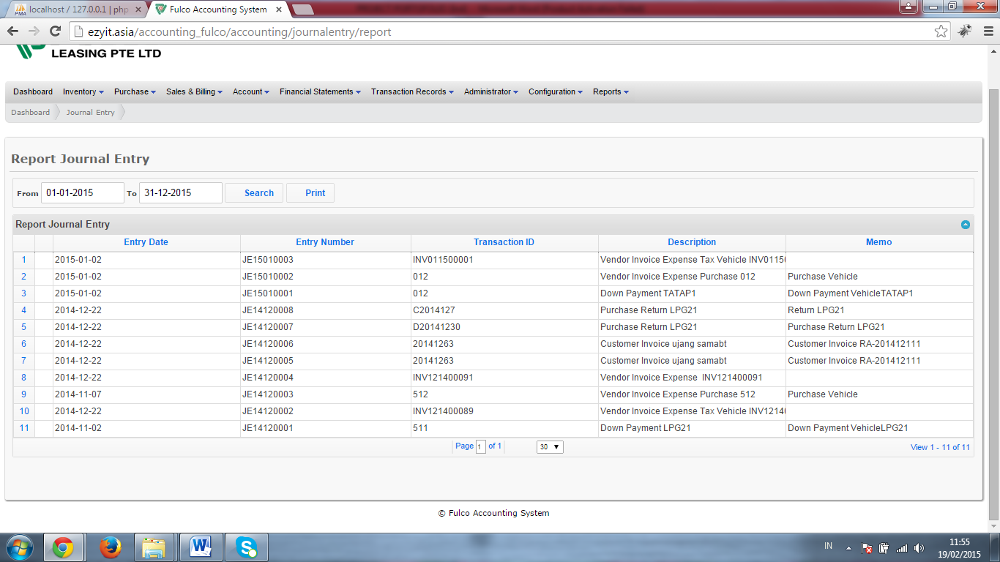 localhost / 127.0.0.1 | php
Fulco Accounting System
ezyit.asia/accounting_fulco/accounting/journalentry/report
LEASING PTE LTD
Dashboard Inventory Purchase Sales & Billing Account Financial Statements Transaction Records Administrator Configuration Reports
Dashboard Journal Entry
Report Journal Entry
From 01-01-2015 To 31-12-2015 Search Print
Report Journal Entry
Entry Date Entry Number Transaction ID Description Memo
1 2015-01-02 JE15010003 INV011500001 Vendor Invoice Expense Tax Vehicle INV0115
2 2015-01-02 JE15010002 012 Vendor Invoice Expense Purchase 012 Purchase Vehicle
3 2015-01-02 JE15010001 012 Down Payment TATAP1 Down Payment VehicleTATAP1
4 2014-12-22 JE14120008 C2014127 Purchase Return LPG21 Return LPG21
5 2014-12-22 JE14120007 D20141230 Purchase Return LPG21 Purchase Return LPG21
6 2014-12-22 JE14120006 20141263 Customer Invoice ujang samabt Customer Invoice RA-201412111
7 2014-12-22 JE14120005 20141263 Customer Invoice ujang samabt Customer Invoice RA-201412111
8 2014-12-22 JE14120004 INV121400091 Vendor Invoice Expense INV121400091
9 2014-11-07 JE14120003 512 Vendor Invoice Expense Purchase 512 Purchase Vehicle
10 2014-12-22 JE14120002 INV121400089 Vendor Invoice Expense Tax Vehicle INV1214
11 2014-11-02 JE14120001 511 Down Payment LPG21 Down Payment VehicleLPG21
Page 1 of 1 30 View 1 - 11 of 11
© Fulco Accounting System
IN 11:55
19/02/2015